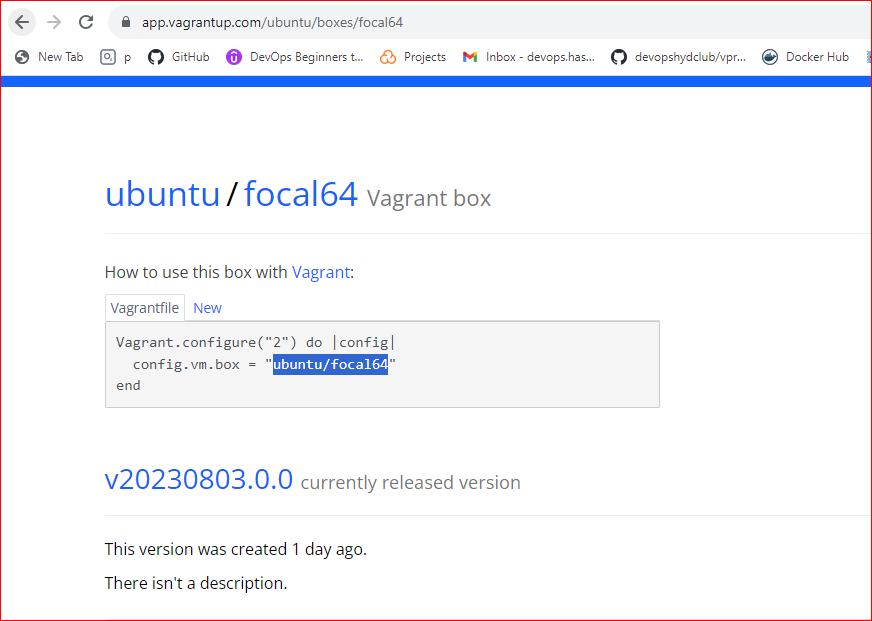 app.vagrantup.com/ubuntu/boxes/focal64
New Tab p GitHub DevOps Beginners t... Projects Inbox - devops.has... devopshydclub/vpr... Docker Hub
ubuntu / focal64 Vagrant box
How to use this box with Vagrant:
Vagrantfile New
Vagrant.configure("2") do |config|
  config.vm.box = "ubuntu/focal64"
end
v20230803.0.0 currently released version
This version was created 1 day ago.
There isn't a description.